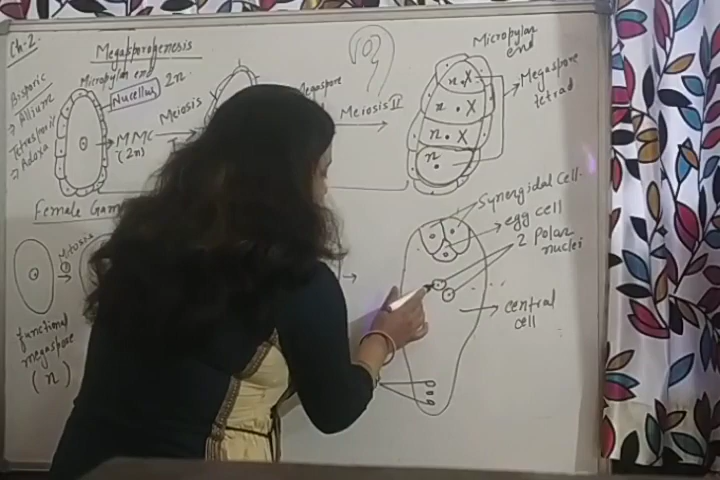 Ch-2.
Megasporogenesis
Micropylar end
Nucellus 2n
Bisporic
→ Allium
Tetrasporic
→ Adoxa
→ MMC
(2n)
Meiosis
I
Megaspore
Meiosis II
Micropylar
end
Megaspore
tetrad
n X
n X
n X
n
Female
Mitosis
functional
megaspore
(n)
Synergidal cell
egg cell
2 Polar
nuclei
central
cell